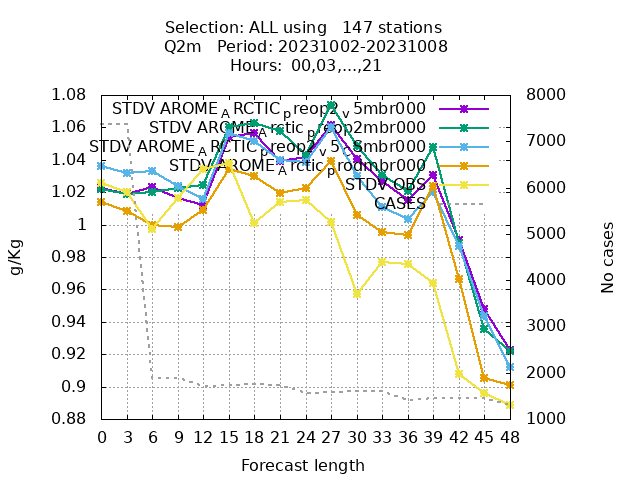 Selection: ALL using   147 stations
Q2m   Period: 20231002-20231008
Hours:  00,03,...,21
STDV AROME_ARCTIC_preop2_v_5mbr000
STDV AROME_Arctic_preop2mbr000
STDV AROME_ARCTIC_preop2_v_5_3mbr000
STDV AROME_Arctic_prodmbr000
STDV OBS
CASES
1.08
1.06
1.04
1.02
1
0.98
0.96
0.94
0.92
0.9
0.88
g/Kg
8000
7000
6000
5000
4000
3000
2000
1000
No cases
0 3 6 9 12 15 18 21 24 27 30 33 36 39 42 45 48
Forecast length